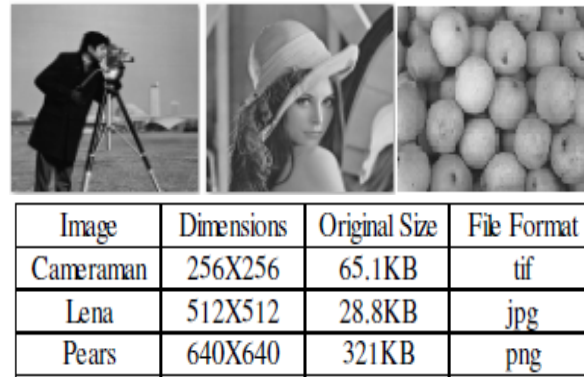 Image Dimensions Original Size File Format
Cameraman 256X256 65.1KB tif
Lena 512X512 28.8KB jpg
Pears 640X640 321KB png